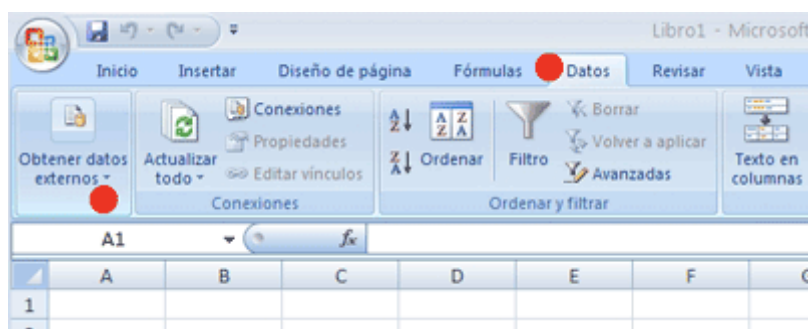 Libro1 - Microsoft
Inicio Insertar Diseño de página Fórmulas Datos Revisar Vista
Obtener datos
externos
Actualizar
todo
Conexiones
Propiedades
Editar vínculos
Conexiones
A
Z
Z
A
A Z
Z A
Ordenar
Filtro
Borrar
Volver a aplicar
Avanzadas
Ordenar y filtrar
Texto en
columnas
A1 fx
A B C D E F
1